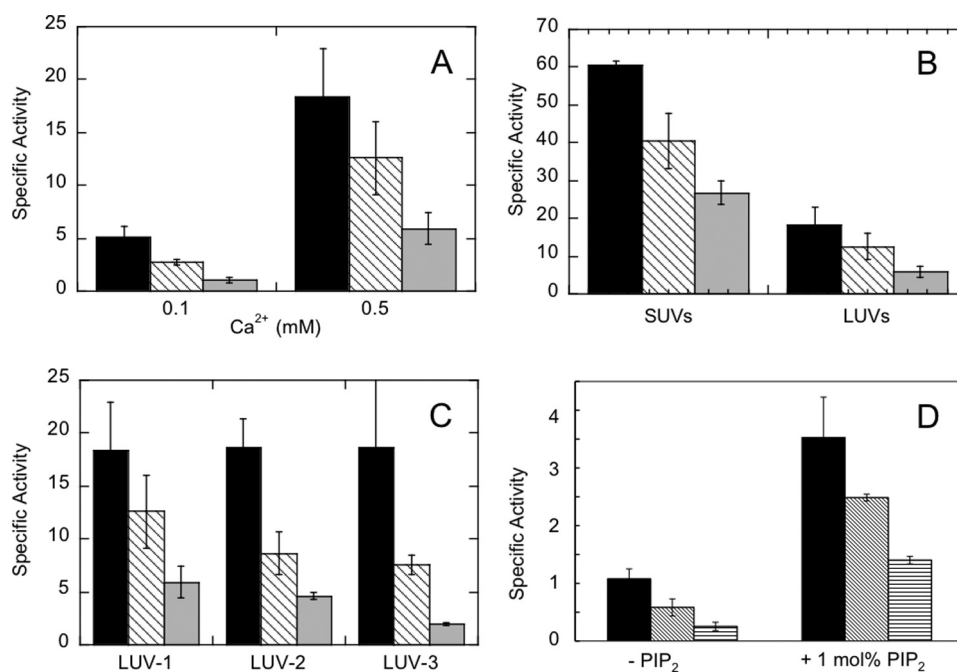 A
Specific Activity
25
20
15
10
5
0
0.1 0.5
Ca²⁺ (mM)
B
Specific Activity
70
60
50
40
30
20
10
0
SUVs LUVs
C
Specific Activity
25
20
15
10
5
0
LUV-1 LUV-2 LUV-3
D
Specific Activity
4
3
2
1
0
- PIP₂ + 1 mol% PIP₂